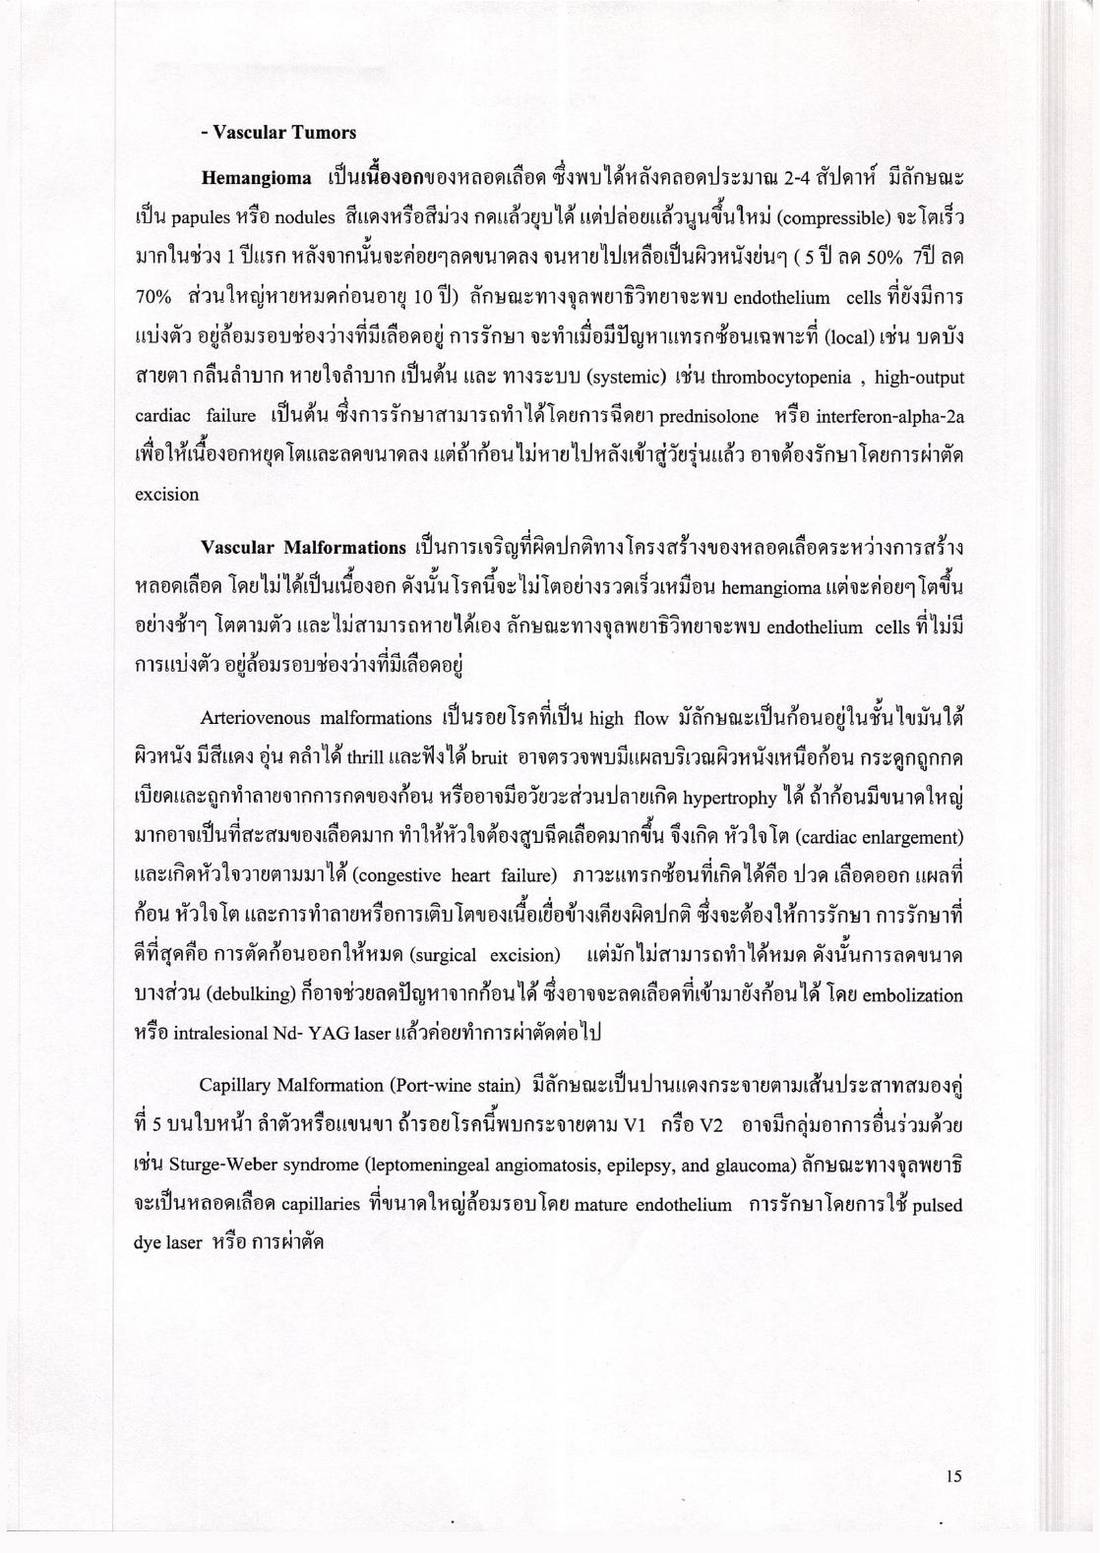 - Vascular Tumors
Hemangioma เป็นเนื้องอกของหลอดเลือด ซึ่งพบได้หลังคลอดประมาณ 2-4 สัปดาห์ มีลักษณะ
เป็น papules หรือ nodules สีแดงหรือสีม่วง กดแล้วยุบได้ แต่ปล่อยแล้วนูนขึ้นใหม่ (compressible) จะโตเร็ว
มากในช่วง 1 ปีแรก หลังจากนั้นจะค่อยๆลดขนาดลง จนหายไปเหลือเป็นผิวหนังย่นๆ ( 5 ปี ลด 50% 7ปี ลด
70% ส่วนใหญ่หายหมดก่อนอายุ 10 ปี) ลักษณะทางจุลพยาธิวิทยาจะพบ endothelium cells ที่ยังมีการ
แบ่งตัว อยู่ล้อมรอบช่องว่างที่มีเลือดอยู่ การรักษา จะทำเมื่อมีปัญหาแทรกซ้อนเฉพาะที่ (local) เช่น บดบัง
สายตา กลืนลำบาก หายใจลำบาก เป็นต้น และ ทางระบบ (systemic) เช่น thrombocytopenia , high-output
cardiac failure เป็นต้น ซึ่งการรักษาสามารถทำได้โดยการฉีดยา prednisolone หรือ interferon-alpha-2a
เพื่อให้เนื้องอกหยุดโตและลดขนาดลง แต่ถ้าก้อนไม่หายไปหลังเข้าสู่วัยรุ่นแล้ว อาจต้องรักษาโดยการผ่าตัด
excision
Vascular Malformations เป็นการเจริญที่ผิดปกติทางโครงสร้างของหลอดเลือดระหว่างการสร้าง
หลอดเลือด โดยไม่ได้เป็นเนื้องอก ดังนั้นโรคนี้จะไม่โตอย่างรวดเร็วเหมือน hemangioma แต่จะค่อยๆ โตขึ้น
อย่างช้าๆ โตตามตัว และไม่สามารถหายได้เอง ลักษณะทางจุลพยาธิวิทยาจะพบ endothelium cells ที่ไม่มี
การแบ่งตัว อยู่ล้อมรอบช่องว่างที่มีเลือดอยู่
Arteriovenous malformations เป็นรอยโรคที่เป็น high flow มัลักษณะเป็นก้อนอยู่ในชั้นไขมันใต้
ผิวหนัง มีสีแดง อุ่น คลำได้ thrill และฟังได้ bruit อาจตรวจพบมีแผลบริเวณผิวหนังเหนือก้อน กระดูกถูกกด
เบียดและถูกทำลายจากการกดของก้อน หรืออาจมีอวัยวะส่วนปลายเกิด hypertrophy ได้ ถ้าก้อนมีขนาดใหญ่
มากอาจเป็นที่สะสมของเลือดมาก ทำให้หัวใจต้องสูบฉีดเลือดมากขึ้น จึงเกิด หัวใจโต (cardiac enlargement)
และเกิดหัวใจวายตามมาได้ (congestive heart failure) ภาวะแทรกซ้อนที่เกิดได้คือ ปวด เลือดออก แผลที่
ก้อน หัวใจโต และการทำลายหรือการเติบโตของเนื้อเยื่อข้างเคียงผิดปกติ ซึ่งจะต้องให้การรักษา การรักษาที่
ดีที่สุดคือ การตัดก้อนออกให้หมด (surgical excision) แต่มักไม่สามารถทำได้หมด ดังนั้นการลดขนาด
บางส่วน (debulking) ก็อาจช่วยลดปัญหาจากก้อนได้ ซึ่งอาจจะลดเลือดที่เข้ามายังก้อนได้ โดย embolization
หรือ intralesional Nd- YAG laser แล้วค่อยทำการผ่าตัดต่อไป
Capillary Malformation (Port-wine stain) มีลักษณะเป็นปานแดงกระจายตามเส้นประสาทสมองคู่
ที่ 5 บนใบหน้า ลำตัวหรือแขนขา ถ้ารอยโรคนี้พบกระจายตาม V1 กรือ V2 อาจมีกลุ่มอาการอื่นร่วมด้วย
เช่น Sturge-Weber syndrome (leptomeningeal angiomatosis, epilepsy, and glaucoma) ลักษณะทางจุลพยาธิ
จะเป็นหลอดเลือด capillaries ที่ขนาดใหญ่ล้อมรอบโดย mature endothelium การรักษาโดยการใช้ pulsed
dye laser หรือ การผ่าตัด
15